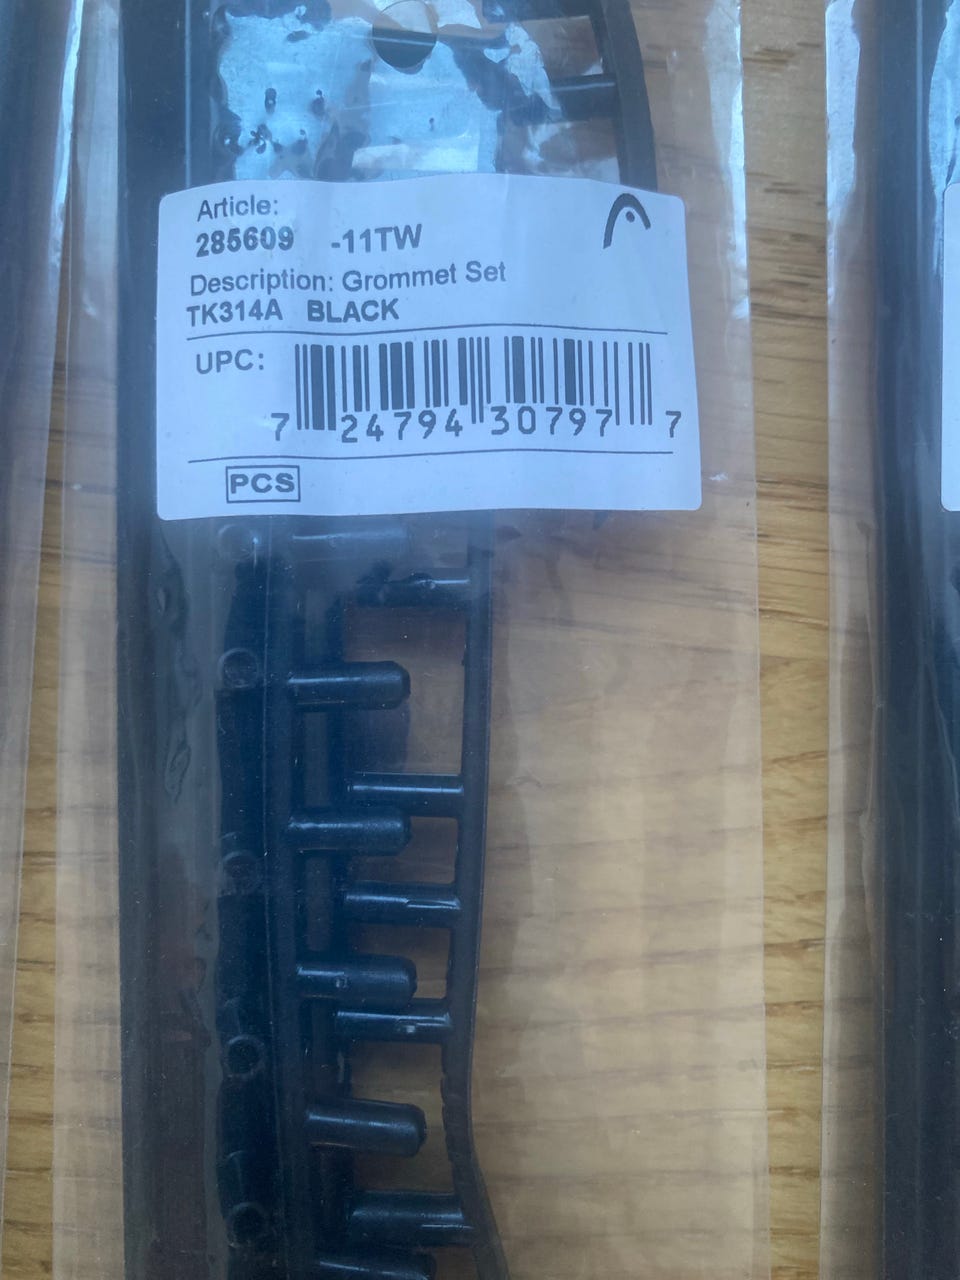 Article:
285609 -11TW
Description: Grommet Set
TK314A BLACK
UPC:
7 24794 30797 7
PCS